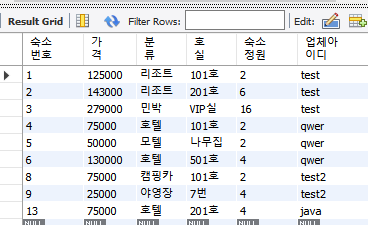 Result Grid Filter Rows: Edit:
숙소번호 가격 분류 호실 숙소정원 업체아이디
1 125000 리조트 101호 2 test
2 143000 리조트 201호 6 test
3 279000 민박 VIP실 16 test
4 75000 호텔 101호 2 qwer
5 50000 모텔 나무집 2 qwer
6 130000 호텔 501호 4 qwer
8 75000 캠핑카 101호 2 test2
9 25000 야영장 7번 4 test2
13 75000 호텔 201호 4 java
NULL NULL NULL NULL NULL NULL